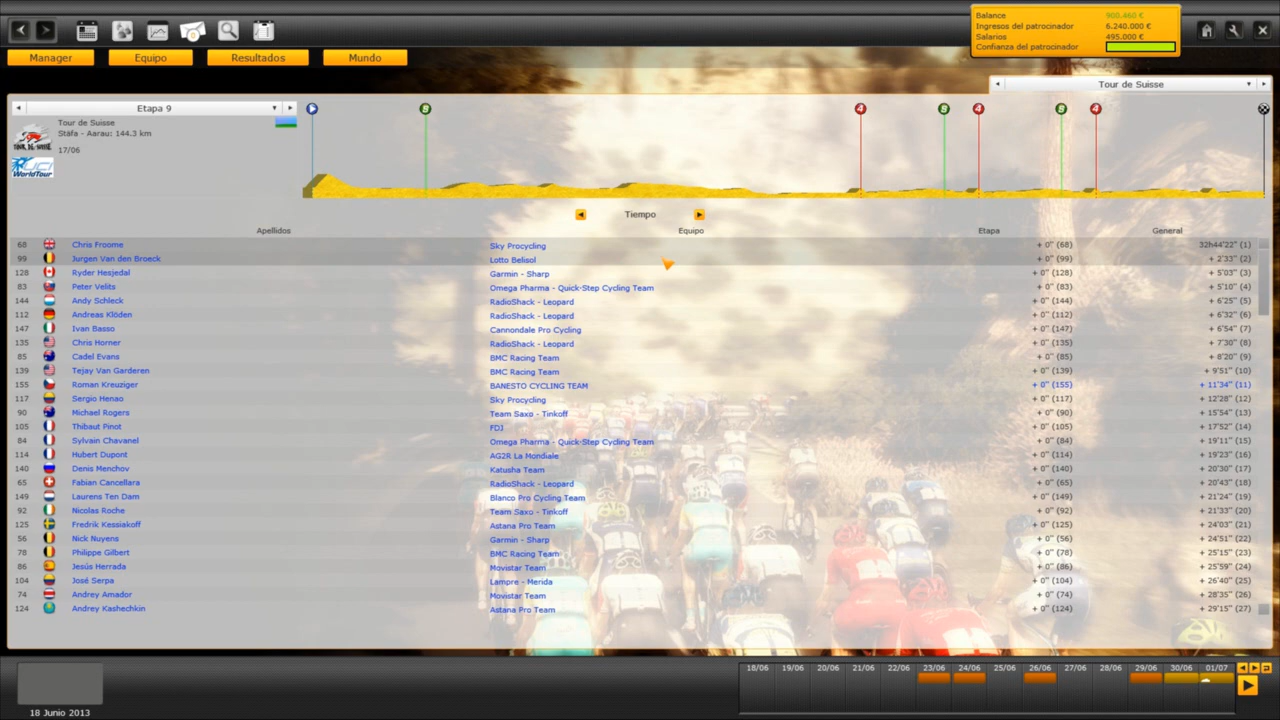 Balance 900.460 €
Ingresos del patrocinador 6.240.000 €
Salarios 495.000 €
Confianza del patrocinador
Manager Equipo Resultados Mundo
Tour de Suisse
Etapa 9
Tour de Suisse
Stäfa - Aarau: 144.3 km
17/06
TOUR DE SUISSE
UCI
WorldTour
S 4 S 4 S 4
Tiempo
Apellidos Equipo Etapa General
68 Chris Froome Sky Procycling + 0'' (68) 32h44'22'' (1)
99 Jurgen Van den Broeck Lotto Belisol + 0'' (99) + 2'33'' (2)
128 Ryder Hesjedal Garmin - Sharp + 0'' (128) + 5'03'' (3)
83 Peter Velits Omega Pharma - Quick-Step Cycling Team + 0'' (83) + 5'10'' (4)
144 Andy Schleck RadioShack - Leopard + 0'' (144) + 6'25'' (5)
112 Andreas Klöden RadioShack - Leopard + 0'' (112) + 6'32'' (6)
147 Ivan Basso Cannondale Pro Cycling + 0'' (147) + 6'54'' (7)
135 Chris Horner RadioShack - Leopard + 0'' (135) + 7'30'' (8)
85 Cadel Evans BMC Racing Team + 0'' (85) + 8'20'' (9)
139 Tejay Van Garderen BMC Racing Team + 0'' (139) + 9'51'' (10)
155 Roman Kreuziger BANESTO CYCLING TEAM + 0'' (155) + 11'34'' (11)
117 Sergio Henao Sky Procycling + 0'' (117) + 12'28'' (12)
90 Michael Rogers Team Saxo - Tinkoff + 0'' (90) + 15'54'' (13)
105 Thibaut Pinot FDJ + 0'' (105) + 17'52'' (14)
84 Sylvain Chavanel Omega Pharma - Quick-Step Cycling Team + 0'' (84) + 19'11'' (15)
114 Hubert Dupont AG2R La Mondiale + 0'' (114) + 19'23'' (16)
140 Denis Menchov Katusha Team + 0'' (140) + 20'30'' (17)
65 Fabian Cancellara RadioShack - Leopard + 0'' (65) + 20'43'' (18)
149 Laurens Ten Dam Blanco Pro Cycling Team + 0'' (149) + 21'24'' (19)
92 Nicolas Roche Team Saxo - Tinkoff + 0'' (92) + 21'33'' (20)
125 Fredrik Kessiakoff Astana Pro Team + 0'' (125) + 24'03'' (21)
56 Nick Nuyens Garmin - Sharp + 0'' (56) + 24'51'' (22)
78 Philippe Gilbert BMC Racing Team + 0'' (78) + 25'15'' (23)
86 Jesús Herrada Movistar Team + 0'' (86) + 25'59'' (24)
104 José Serpa Lampre - Merida + 0'' (104) + 26'40'' (25)
74 Andrey Amador Movistar Team + 0'' (74) + 28'35'' (26)
124 Andrey Kashechkin Astana Pro Team + 0'' (124) + 29'15'' (27)
18/06 19/06 20/06 21/06 22/06 23/06 24/06 25/06 26/06 27/06 28/06 29/06 30/06 01/07
18 Junio 2013